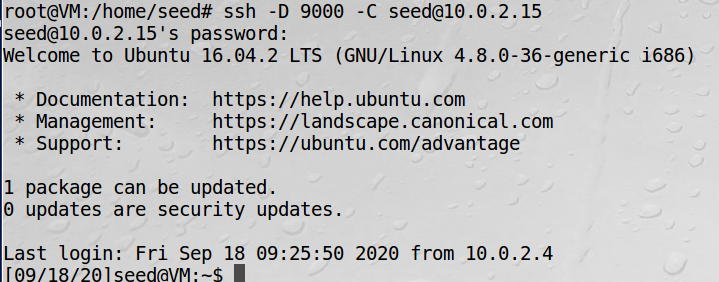 root@VM:/home/seed# ssh -D 9000 -C seed@10.0.2.15
seed@10.0.2.15's password:
Welcome to Ubuntu 16.04.2 LTS (GNU/Linux 4.8.0-36-generic i686)
* Documentation:  https://help.ubuntu.com
* Management:     https://landscape.canonical.com
* Support:        https://ubuntu.com/advantage
1 package can be updated.
0 updates are security updates.
Last login: Fri Sep 18 09:25:50 2020 from 10.0.2.4
[09/18/20]seed@VM:~$